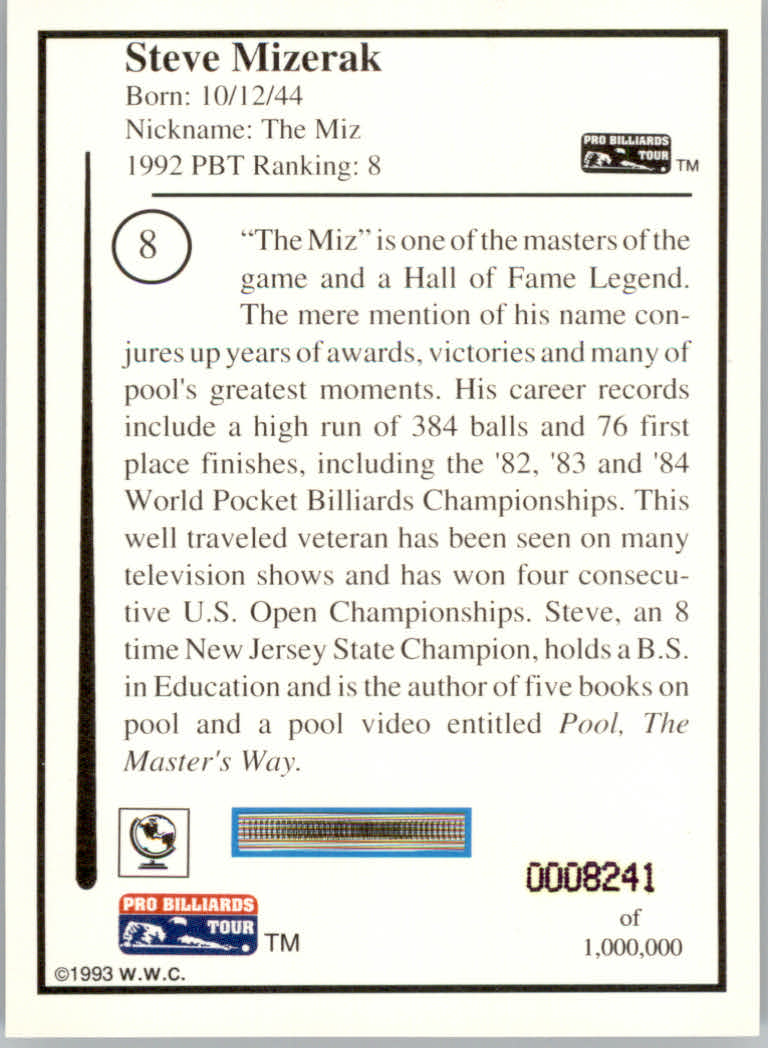 Steve Mizerak
Born: 10/12/44
Nickname: The Miz
1992 PBT Ranking: 8
PRO BILLIARDS
TOUR TM
8
“The Miz” is one of the masters of the
game and a Hall of Fame Legend.
The mere mention of his name con-
jures up years of awards, victories and many of
pool's greatest moments. His career records
include a high run of 384 balls and 76 first
place finishes, including the '82, '83 and '84
World Pocket Billiards Championships. This
well traveled veteran has been seen on many
television shows and has won four consecu-
tive U.S. Open Championships. Steve, an 8
time New Jersey State Champion, holds a B.S.
in Education and is the author of five books on
pool and a pool video entitled Pool, The
Master's Way.
0008241
of
1,000,000
PRO BILLIARDS
TOUR TM
©1993 W.W.C.